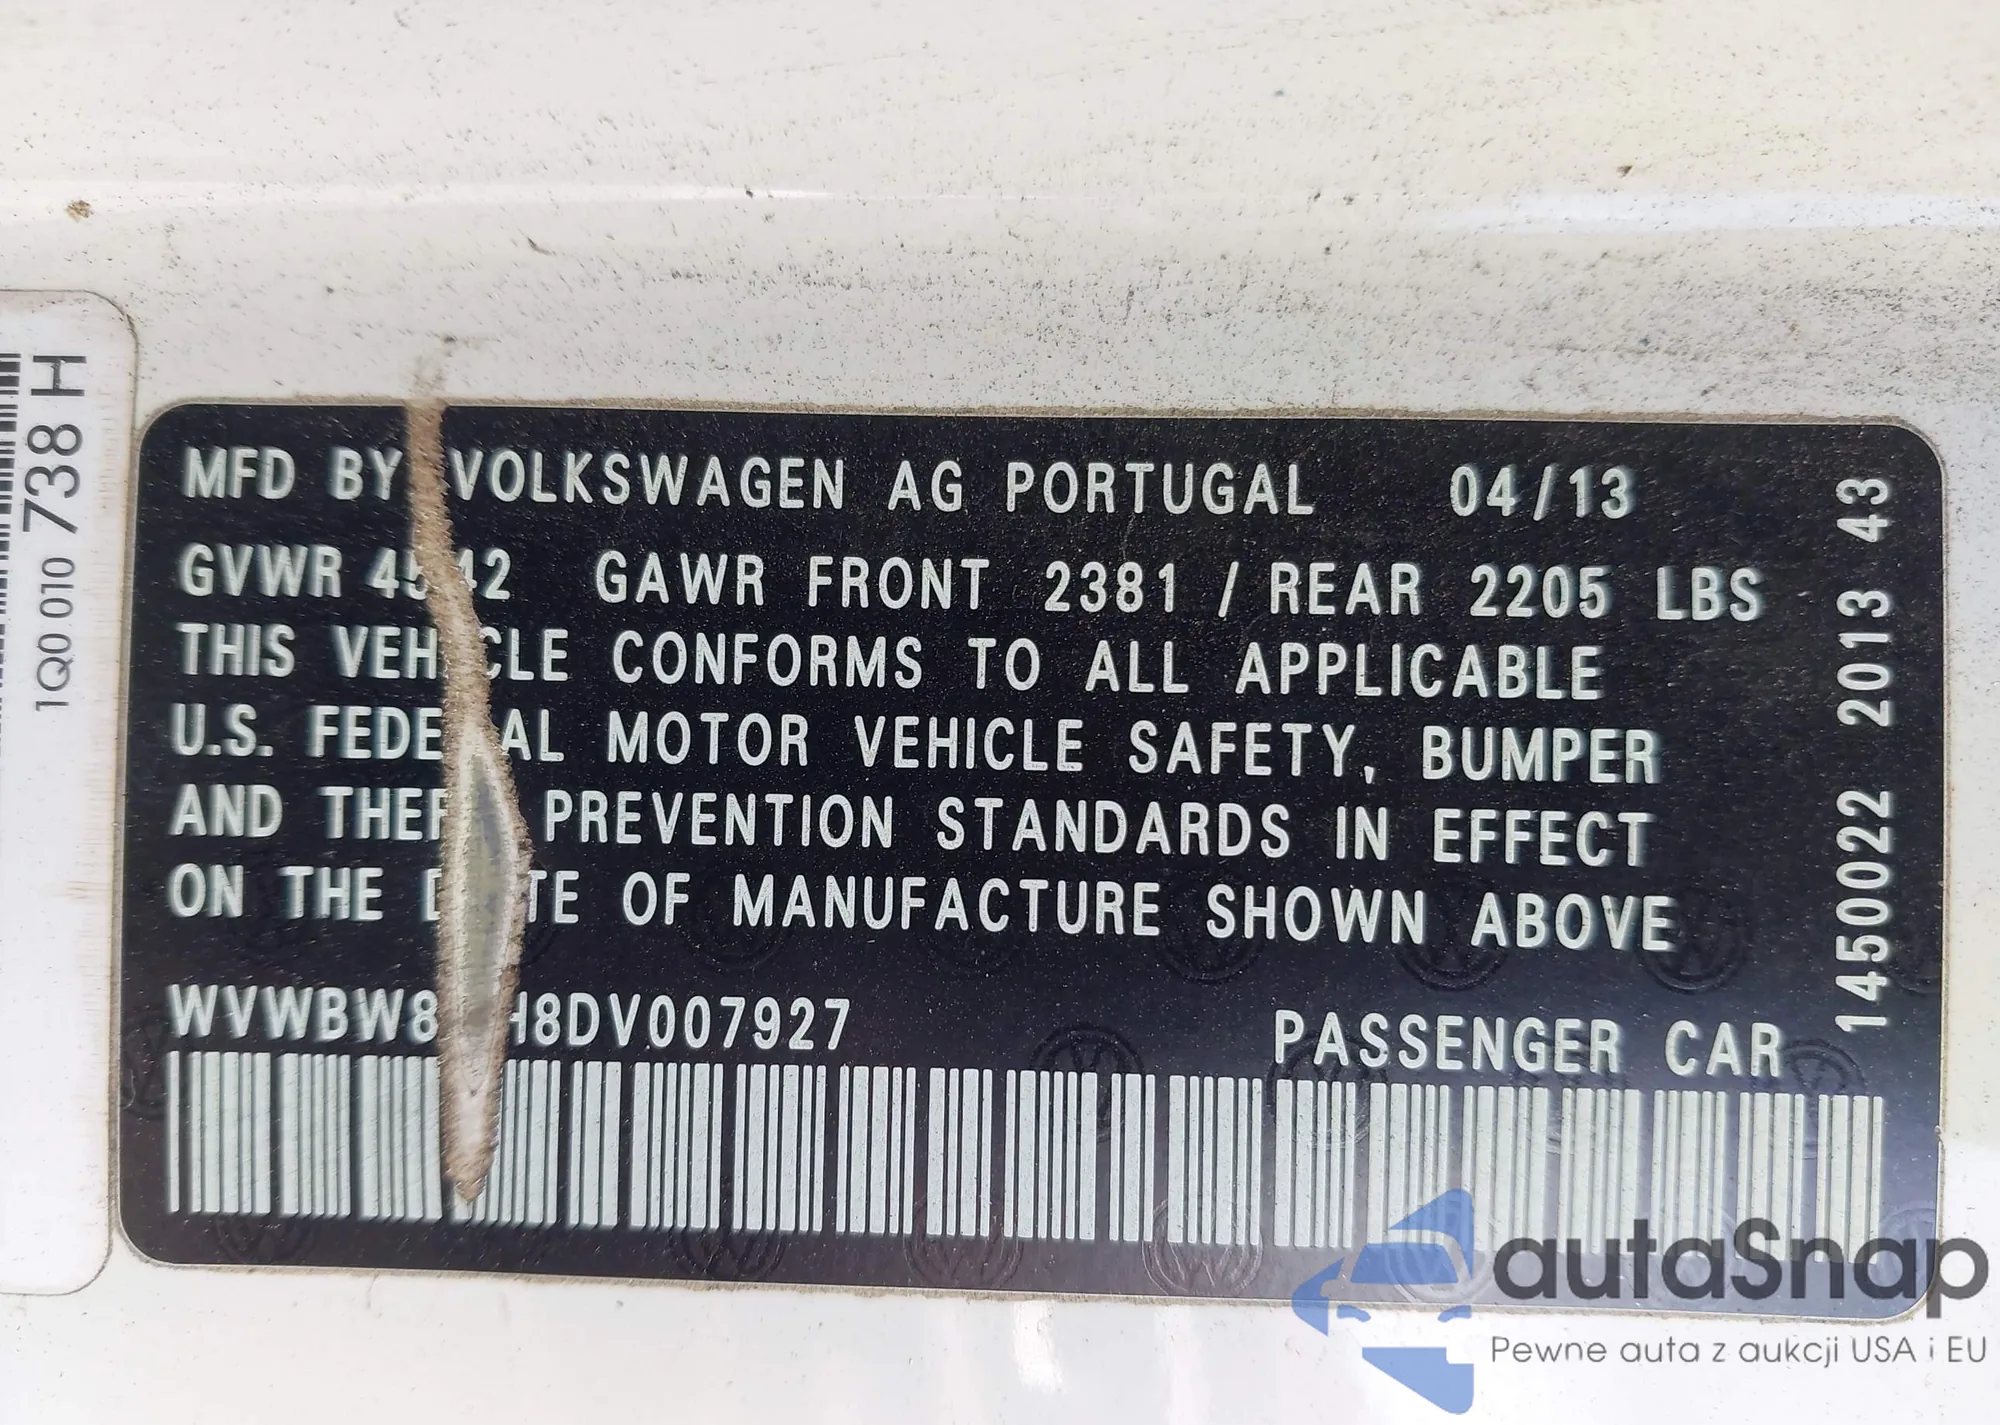 MFD BY VOLKSWAGEN AG PORTUGAL 04/13
GVWR GAWR FRONT 2381 / REAR 2205 LBS
THIS CONFORMS TO ALL APPLICABLE
U.S. MOTOR VEHICLE SAFETY, BUMPER
AND PREVENTION STANDARDS IN EFFECT
ON THE OF MANUFACTURE SHOWN ABOVE
PASSENGER CAR
1450022 2013 43
1Q0 010 738 H
autaSnap
Pewne auta z aukcji USA i EU